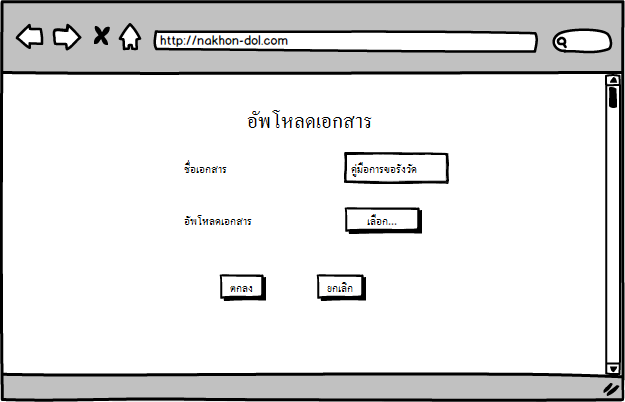 http://nakhon-dol.com
อัพโหลดเอกสาร
ชื่อเอกสาร คู่มือการขอรังวัด
อัพโหลดเอกสาร เลือก...
ตกลง ยกเลิก